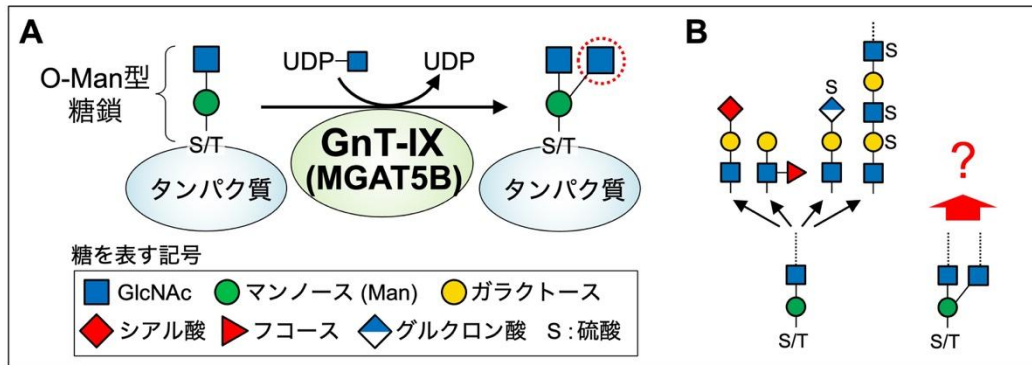 A
O-Man型
糖鎖
S/T
タンパク質
UDP
UDP
GnT-IX
(MGAT5B)
S/T
タンパク質
糖を表す記号
GlcNAc
マンノース (Man)
ガラクトース
シアル酸
フコース
グルクロン酸
S : 硫酸
B
S
S
S
S
?
S/T
S/T